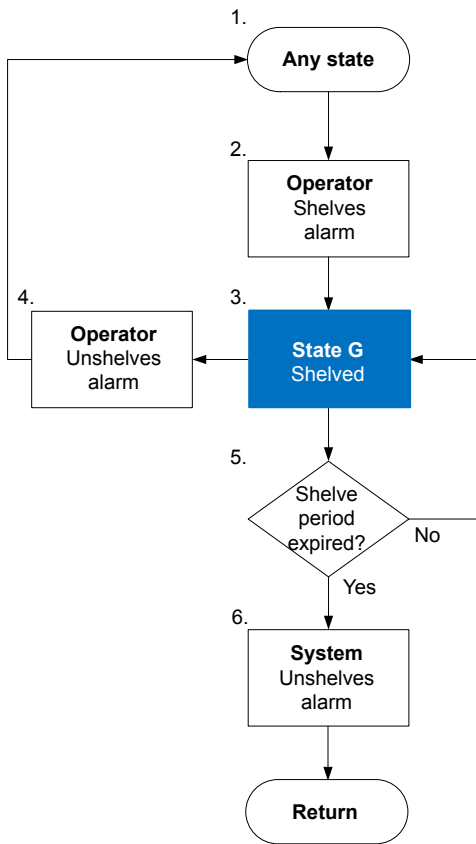 1.
Any state
2.
Operator
Shelves
alarm
3.
State G
Shelved
4.
Operator
Unshelves
alarm
5.
Shelve
period
expired?
No
Yes
6.
System
Unshelves
alarm
Return